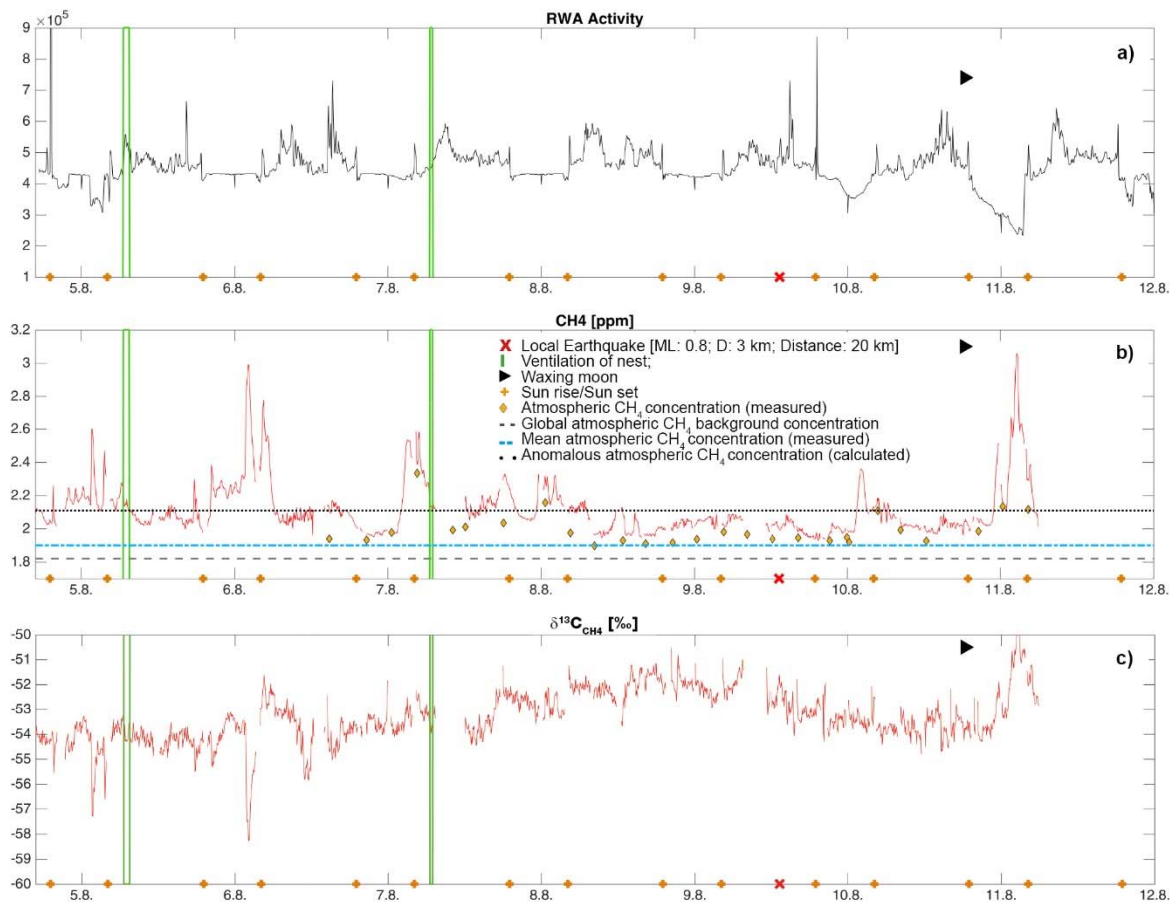 RWA Activity
×10⁵
a)
9
8
7
6
5
4
3
2
1
5.8. 6.8. 7.8. 8.8. 9.8. 10.8. 11.8. 12.8.
CH4 [ppm]
b)
3.2
3
2.8
2.6
2.4
2.2
2
1.8
Local Earthquake [ML: 0.8; D: 3 km; Distance: 20 km]
Ventilation of nest;
Waxing moon
Sun rise/Sun set
Atmospheric CH₄ concentration (measured)
Global atmospheric CH₄ background concentration
Mean atmospheric CH₄ concentration (measured)
Anomalous atmospheric CH₄ concentration (calculated)
5.8. 6.8. 7.8. 8.8. 9.8. 10.8. 11.8. 12.8.
δ¹³C_CH4 [‰]
c)
-50
-51
-52
-53
-54
-55
-56
-57
-58
-59
-60
5.8. 6.8. 7.8. 8.8. 9.8. 10.8. 11.8. 12.8.